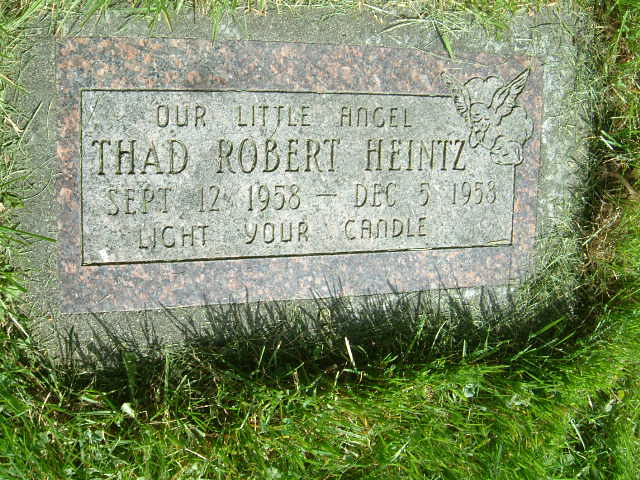 OUR LITTLE ANGEL
THAD ROBERT HEINTZ
SEPT 12 1958 — DEC 5 1958
LIGHT YOUR CANDLE